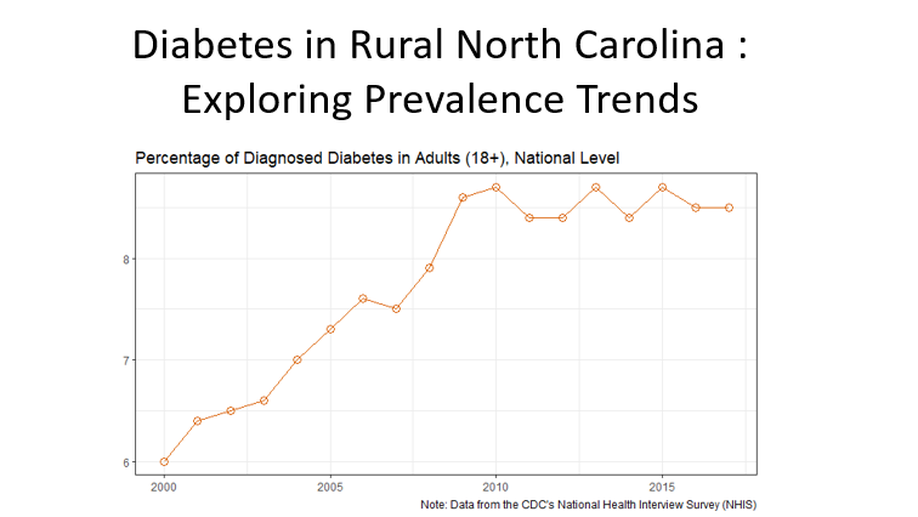 Diabetes in Rural North Carolina :
Exploring Prevalence Trends
Percentage of Diagnosed Diabetes in Adults (18+), National Level
8
7
6
2000 2005 2010 2015
Note: Data from the CDC's National Health Interview Survey (NHIS)